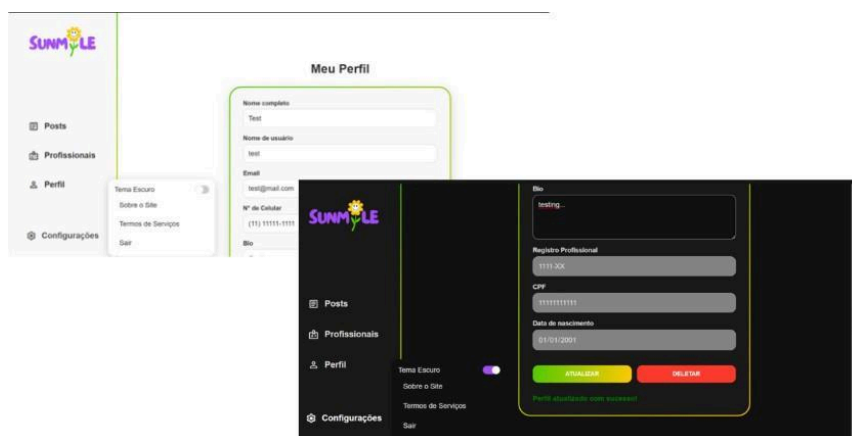 SUNMYLE
Meu Perfil
Nome completo
Test
Posts
Nome de usuário
test
Profissionais
Email
test@mail.com
Perfil
Tema Escuro
Sobre o Site
Nº de Celular
(11) 11111-1111
Termos de Serviços
Configurações
Sair
Bio
SUNMYLE
Bio
testing...
Registro Profissional
1111-XX
CPF
11111111111
Posts
Data de nascimento
01/01/2001
Profissionais
Perfil
Tema Escuro
ATUALIZAR
DELETAR
Sobre o Site
Perfil atualizado com sucesso!
Termos de Serviços
Configurações
Sair